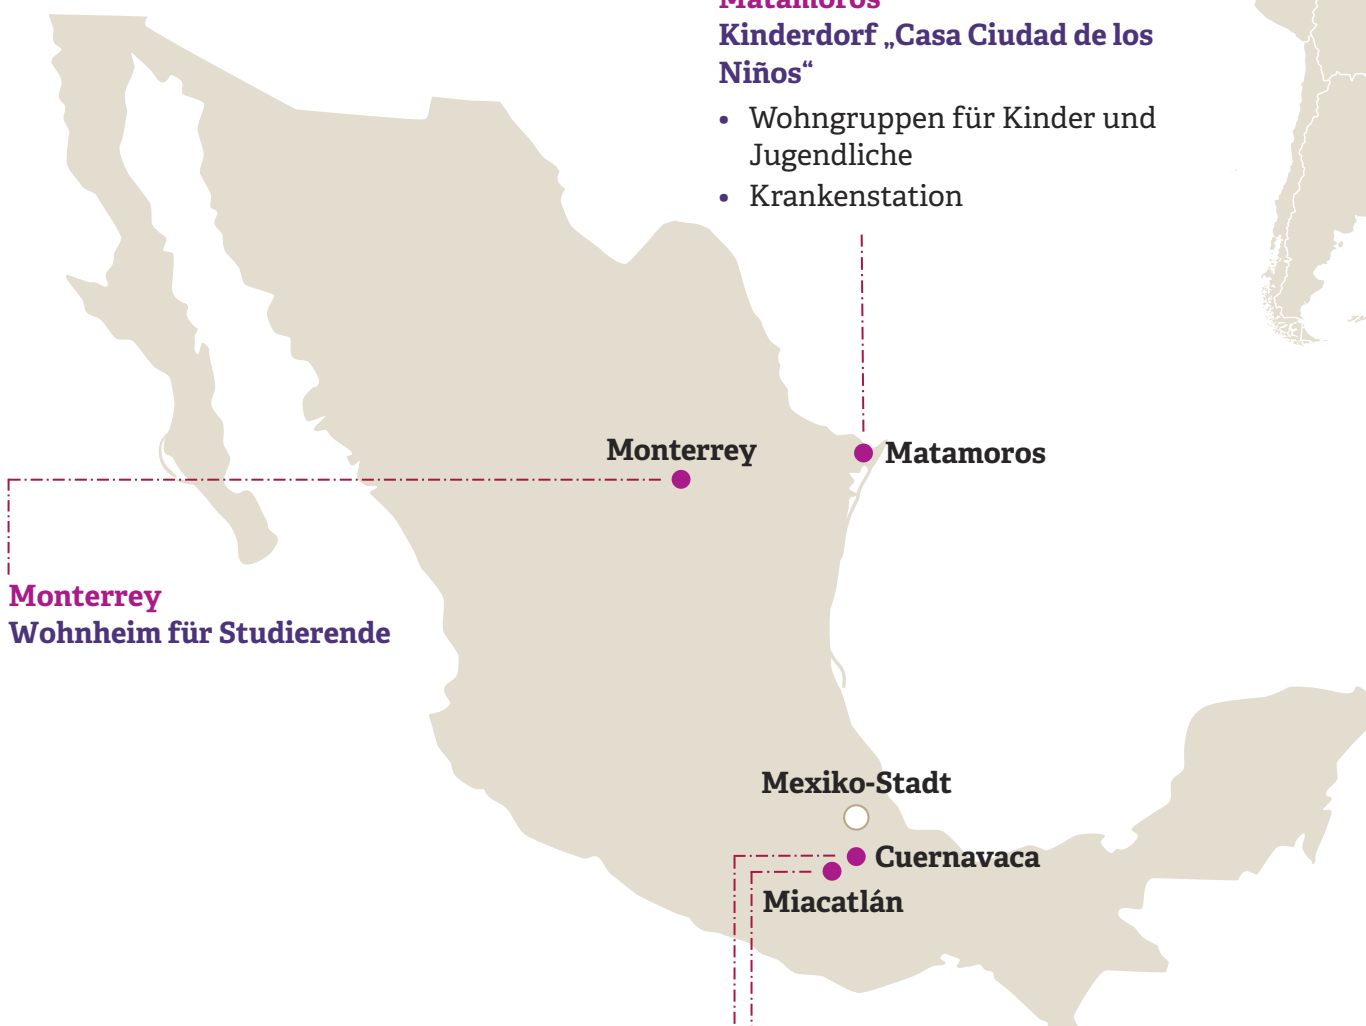 Matamoros
Kinderdorf „Casa Ciudad de los
Niños“
• Wohngruppen für Kinder und
Jugendliche
• Krankenstation
Monterrey
Matamoros
Monterrey
Wohnheim für Studierende
Mexiko-Stadt
Cuernavaca
Miacatlán